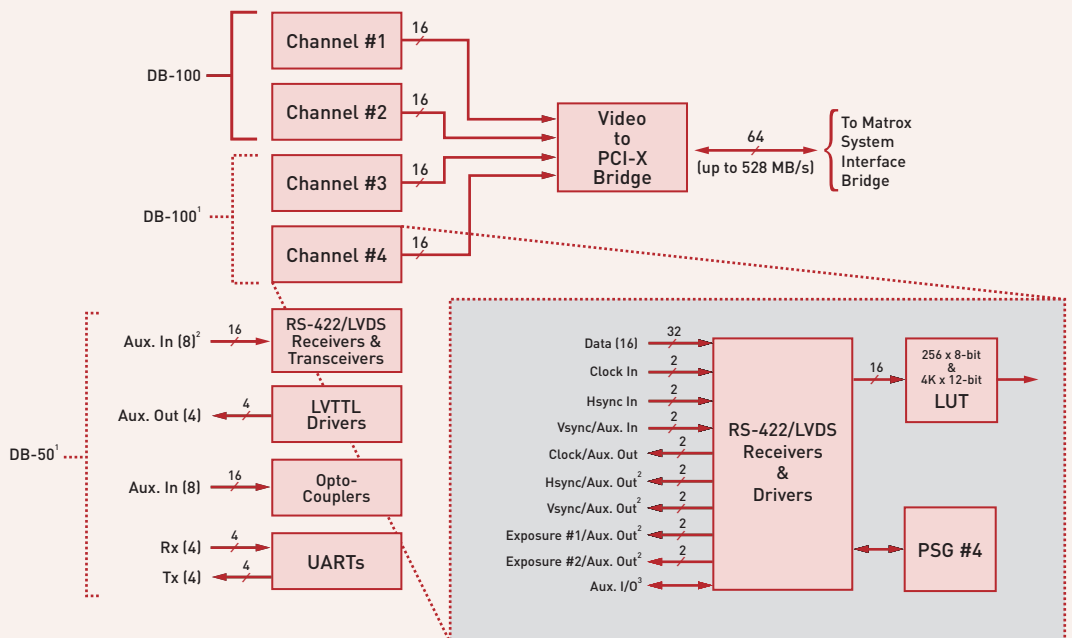 DB-100
Channel #1
16
Channel #2
16
DB-100¹
Channel #3
16
Channel #4
16
Video
to
PCI-X
Bridge
64
(up to 528 MB/s)
To Matrox
System
Interface
Bridge
DB-50¹
Aux. In (8)²
16
RS-422/LVDS
Receivers &
Transceivers
Aux. Out (4)
4
LVTTL
Drivers
Aux. In (8)
16
Opto-
Couplers
Rx (4)
4
Tx (4)
4
UARTs
Data (16)
32
Clock In
2
Hsync In
2
Vsync/Aux. In
2
Clock/Aux. Out
2
Hsync/Aux. Out²
2
Vsync/Aux. Out²
2
Exposure #1/Aux. Out²
2
Exposure #2/Aux. Out²
2
Aux. I/O³
RS-422/LVDS
Receivers
&
Drivers
16
256 x 8-bit
&
4K x 12-bit
LUT
PSG #4